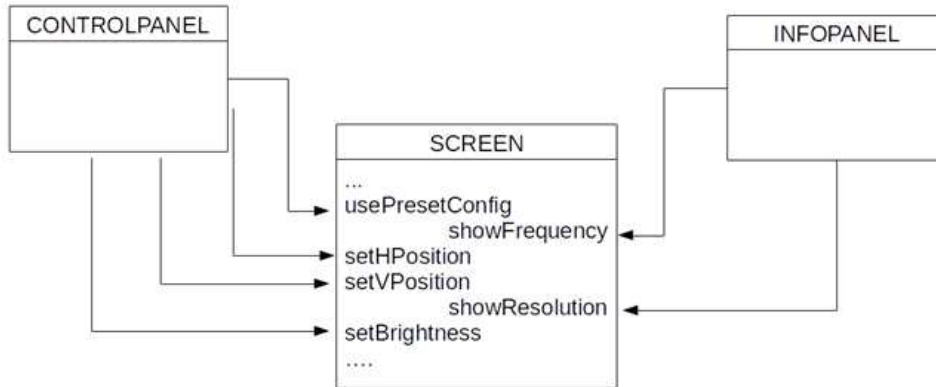 CONTROLPANEL
INFOPANEL
SCREEN
...
usePresetConfig
showFrequency
setHPosition
setVPosition
showResolution
setBrightness
....